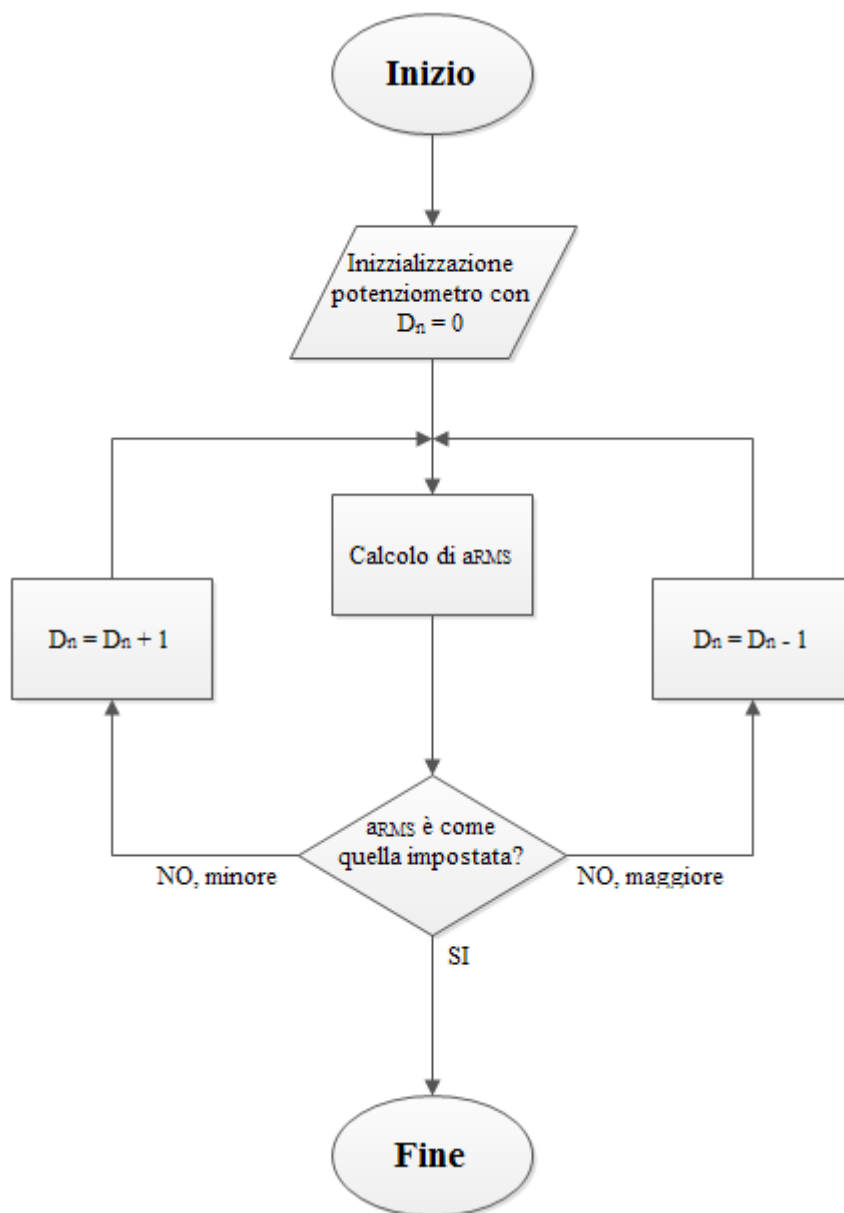 Inizio
Inizzializzazione
potenziometro con
Dn = 0
Calcolo di aRMS
Dn = Dn + 1
Dn = Dn - 1
aRMS è come
quella impostata?
NO, minore
NO, maggiore
SI
Fine